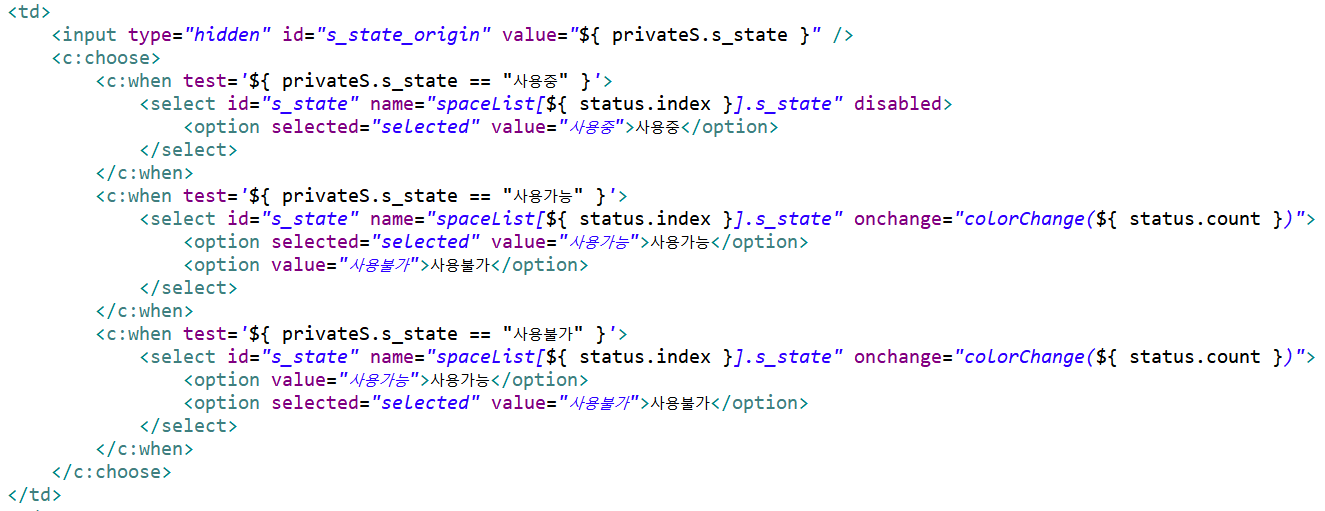 <td>
    <input type="hidden" id="s_state_origin" value="${ privateS.s_state }" />
    <c:choose>
        <c:when test='${ privateS.s_state == "사용중" }'>
            <select id="s_state" name="spaceList[${ status.index }].s_state" disabled>
                <option selected="selected" value="사용중">사용중</option>
            </select>
        </c:when>
        <c:when test='${ privateS.s_state == "사용가능" }'>
            <select id="s_state" name="spaceList[${ status.index }].s_state" onchange="colorChange(${ status.count })">
                <option selected="selected" value="사용가능">사용가능</option>
                <option value="사용불가">사용불가</option>
            </select>
        </c:when>
        <c:when test='${ privateS.s_state == "사용불가" }'>
            <select id="s_state" name="spaceList[${ status.index }].s_state" onchange="colorChange(${ status.count })">
                <option value="사용가능">사용가능</option>
                <option selected="selected" value="사용불가">사용불가</option>
            </select>
        </c:when>
    </c:choose>
</td>